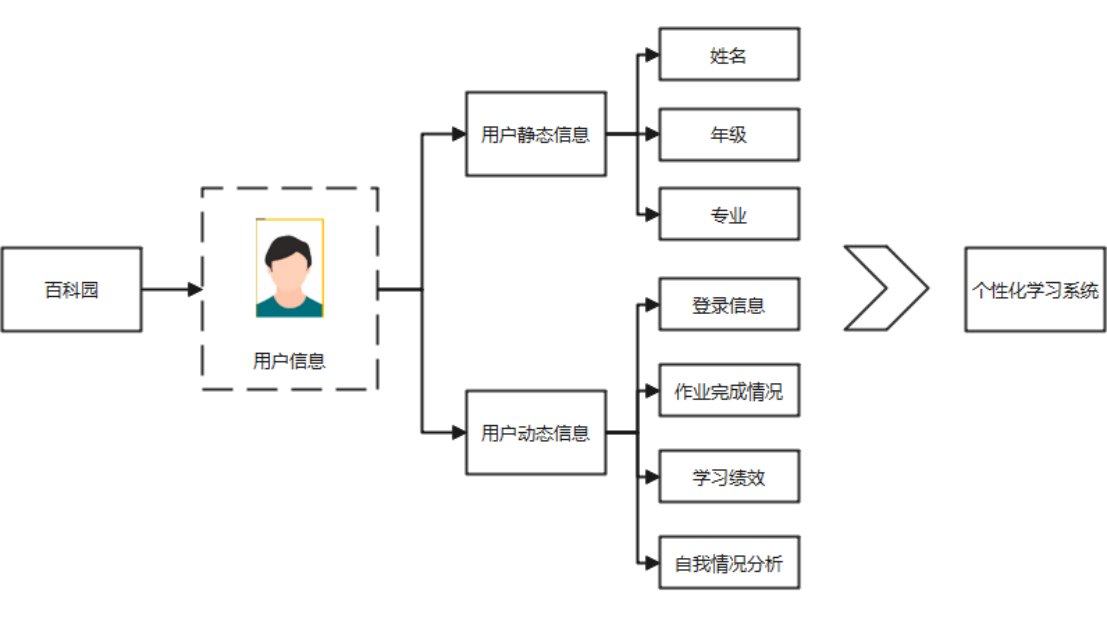 百科园
用户信息
用户静态信息
姓名
年级
专业
用户动态信息
登录信息
作业完成情况
学习绩效
自我情况分析
个性化学习系统